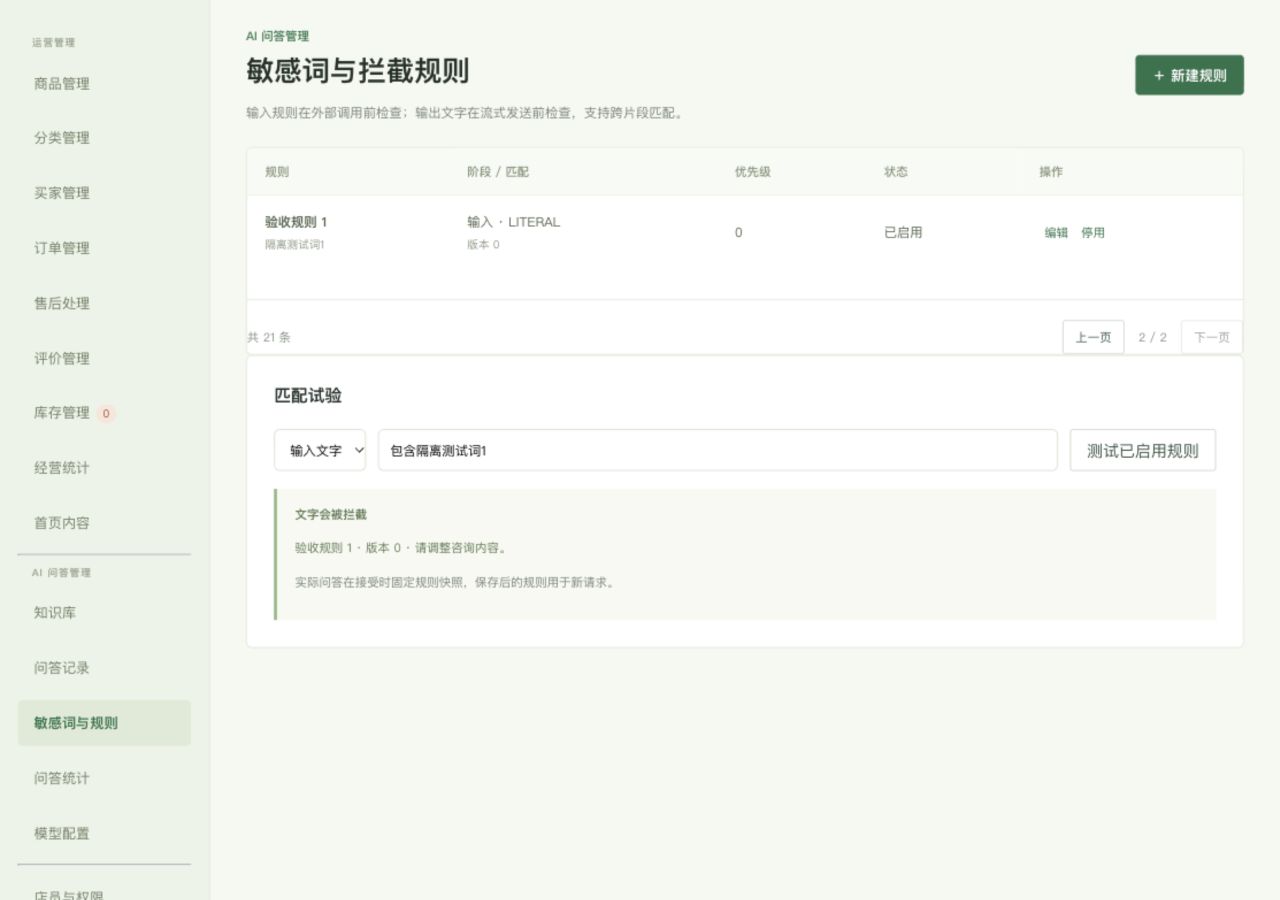 运营管理
商品管理
分类管理
买家管理
订单管理
售后处理
评价管理
库存管理 0
经营统计
首页内容
AI 问答管理
知识库
问答记录
敏感词与规则
问答统计
模型配置
店员与权限
AI 问答管理
敏感词与拦截规则
+ 新建规则
输入规则在外部调用前检查；输出文字在流式发送前检查，支持跨片段匹配。
规则 阶段 / 匹配 优先级 状态 操作
验收规则 1 输入 · LITERAL 0 已启用 编辑 停用
隔离测试词1 版本 0
共 21 条 上一页 2 / 2 下一页
匹配试验
输入文字 包含隔离测试词1 测试已启用规则
文字会被拦截
验收规则 1 · 版本 0 · 请调整咨询内容。
实际问答在接受时固定规则快照，保存后的规则用于新请求。